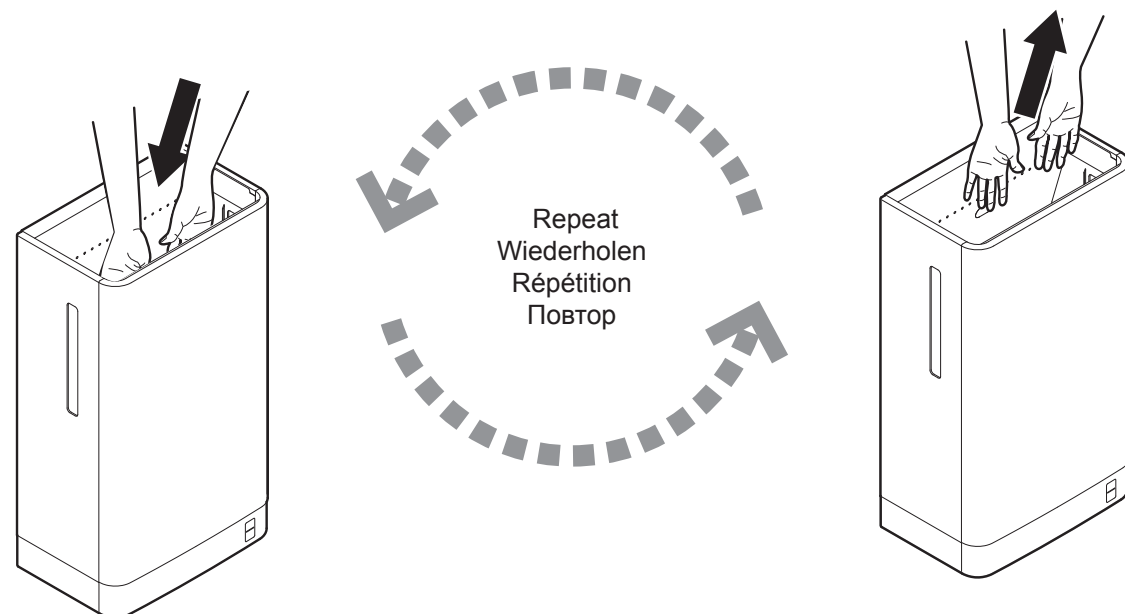 Repeat
Wiederholen
Répétition
Повтор